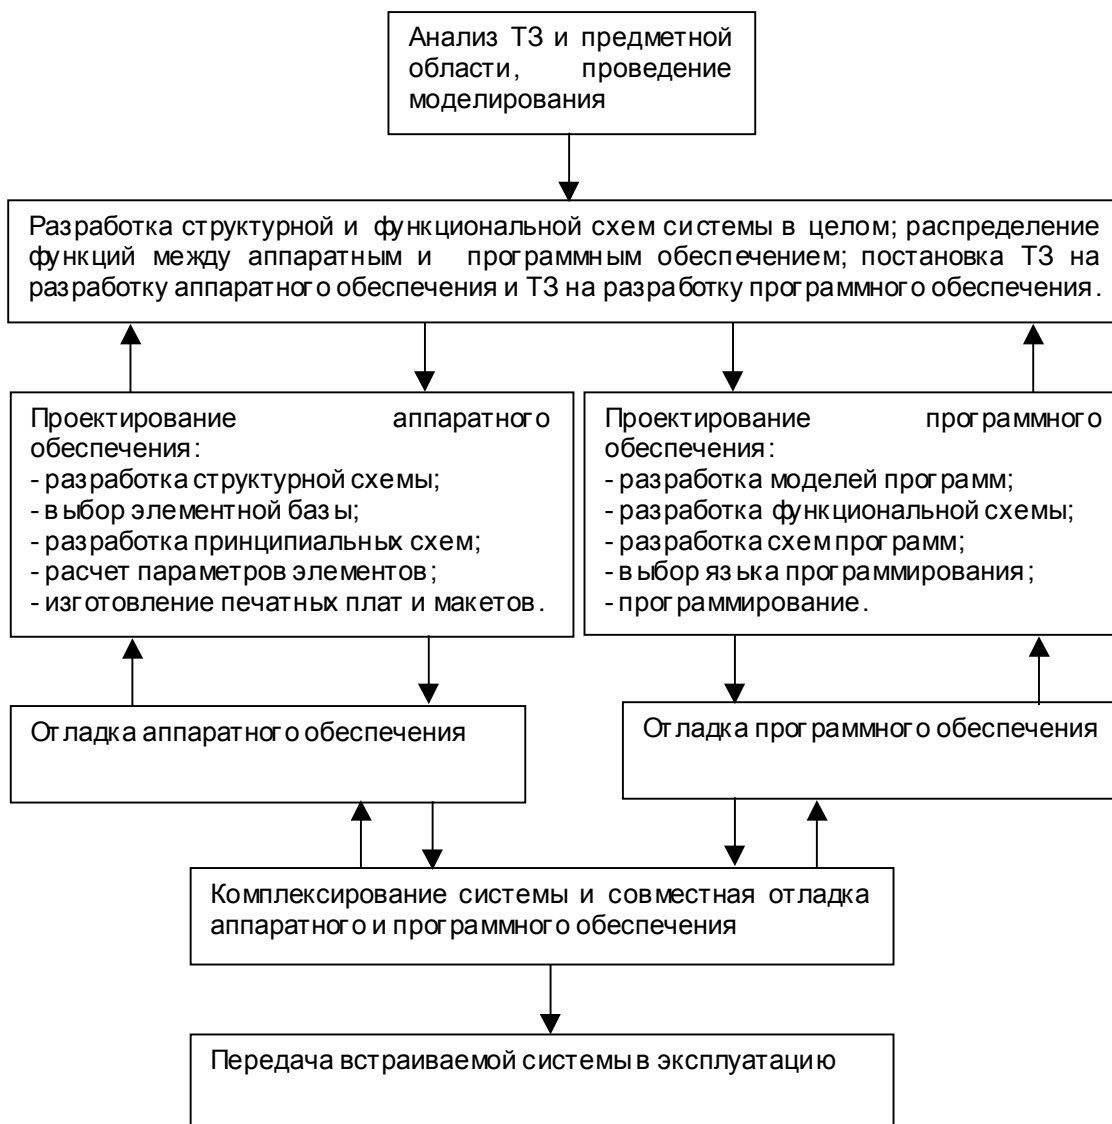 Анализ ТЗ и предметной
области, проведение
моделирования
Разработка структурной и функциональной схем системы в целом; распределение
функций между аппаратным и программным обеспечением; постановка ТЗ на
разработку аппаратного обеспечения и ТЗ на разработку программного обеспечения.
Проектирование аппаратного
обеспечения:
- разработка структурной схемы;
- выбор элементной базы;
- разработка принципиальных схем;
- расчет параметров элементов;
- изготовление печатных плат и макетов.
Проектирование программного
обеспечения:
- разработка моделей программ;
- разработка функциональной схемы;
- разработка схем программ;
- выбор языка программирования;
- программирование.
Отладка аппаратного обеспечения
Отладка программного обеспечения
Комплексирование системы и совместная отладка
аппаратного и программного обеспечения
Передача встраиваемой системы в эксплуатацию